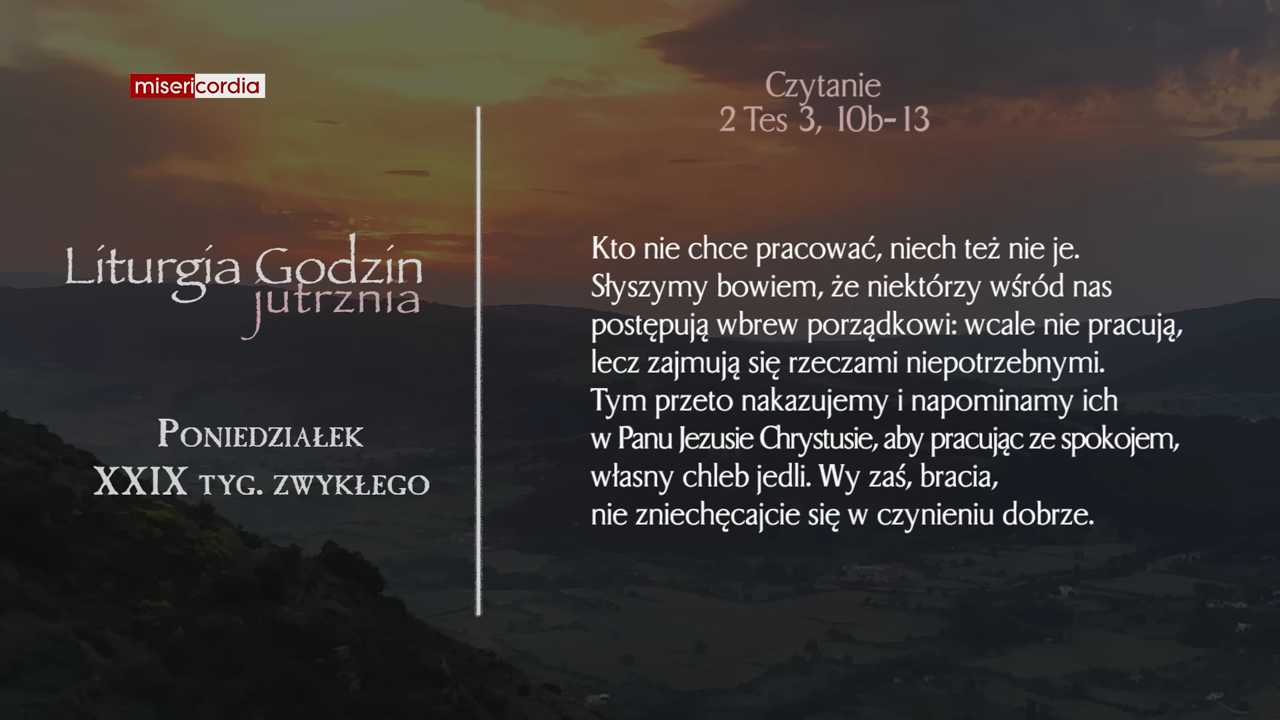 misericordia
Liturgia Godzin
jutrznia
Poniedziałek
XXIX tyg. zwykłego
Czytanie
2 Tes 3, 10b-13
Kto nie chce pracować, niech też nie je.
Słyszymy bowiem, że niektórzy wśród nas
postępują wbrew porządkowi: wcale nie pracują,
lecz zajmują się rzeczami niepotrzebnymi.
Tym przeto nakazujemy i napominamy ich
w Panu Jezusie Chrystusie, aby pracując ze spokojem,
własny chleb jedli. Wy zaś, bracia,
nie zniechęcajcie się w czynieniu dobrze.